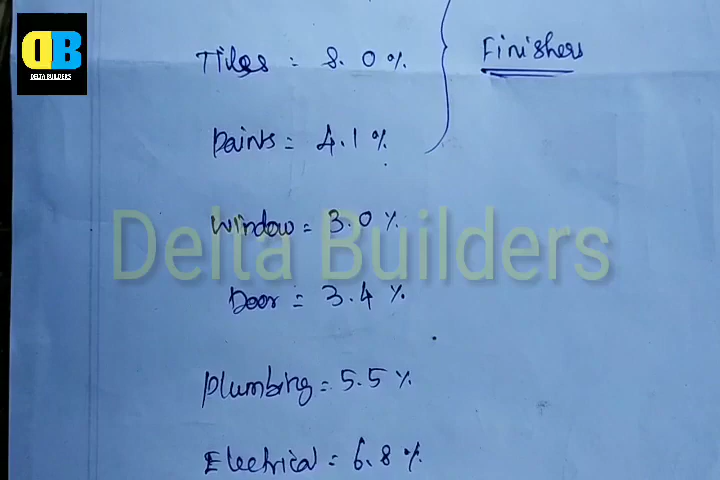 DB
DELTA BUILDERS
Tiles = 8.0 %
Finishers
paints = 4.1 %
window = 3.0 %
Delta Builders
Door = 3.4 %
plumbing = 5.5 %
Electrical = 6.8 %